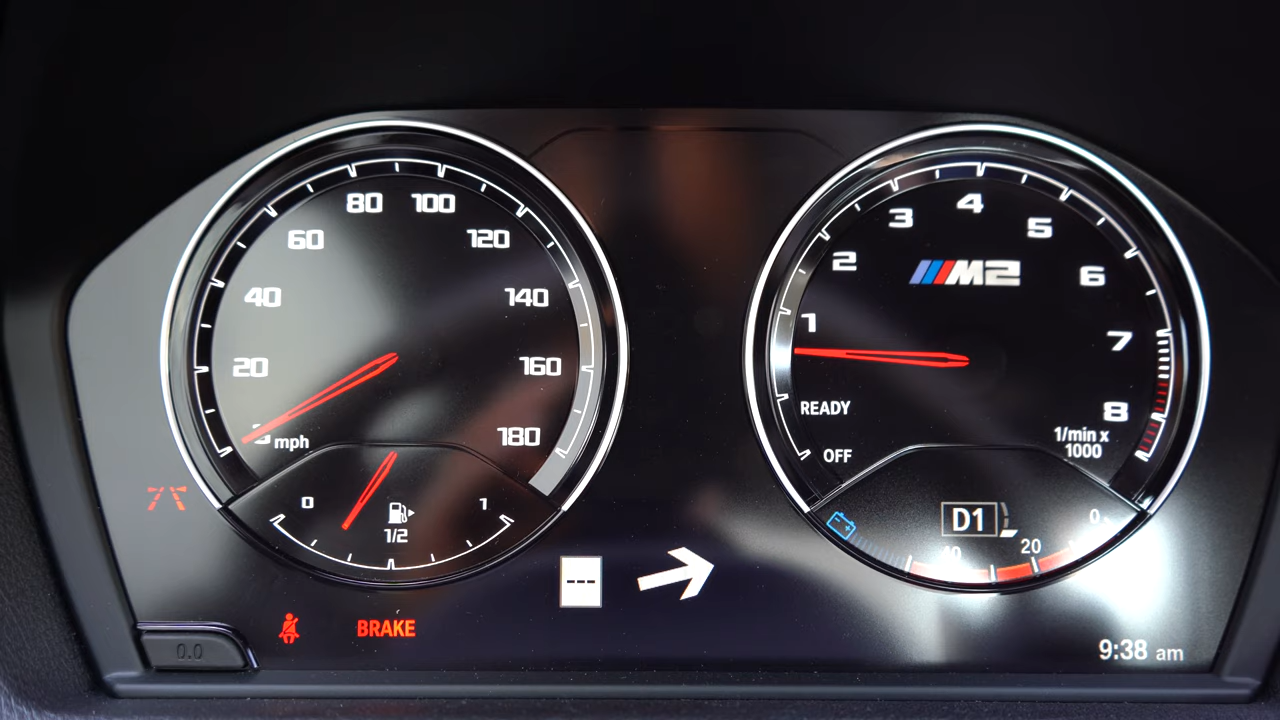 80 100
60 120
40 140
20 160
mph 180
0 1
1/2
BRAKE
0.0
---
4
3 5
2 M2 6
1 7
READY 8
OFF 1/min x
1000
D1 0
20
9:38 am